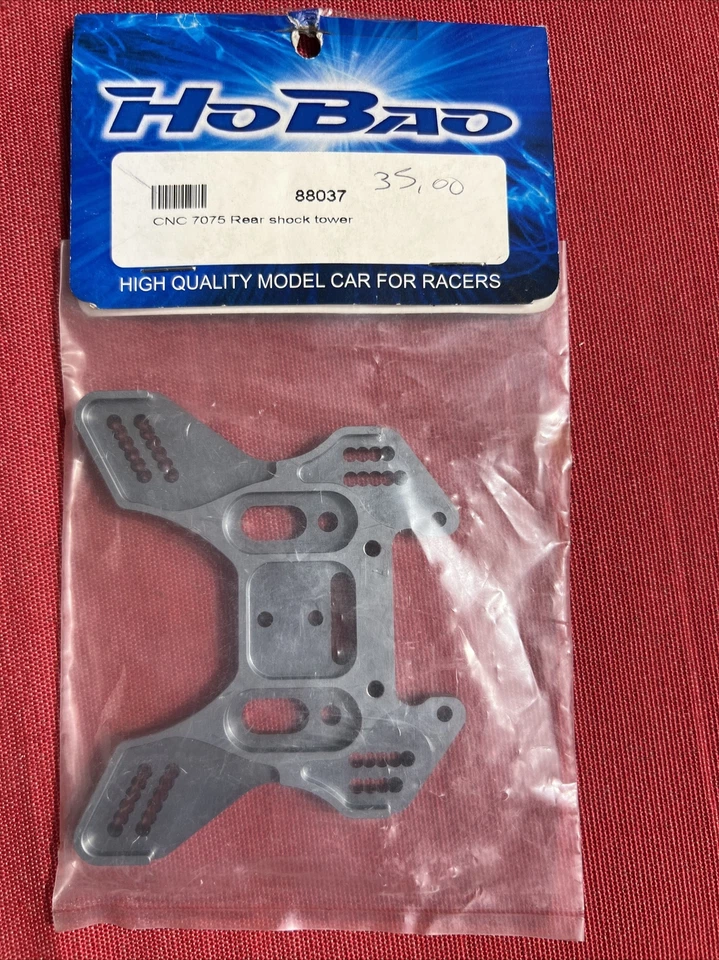 HoBao
88037 35,00
CNC 7075 Rear shock tower
HIGH QUALITY MODEL CAR FOR RACERS